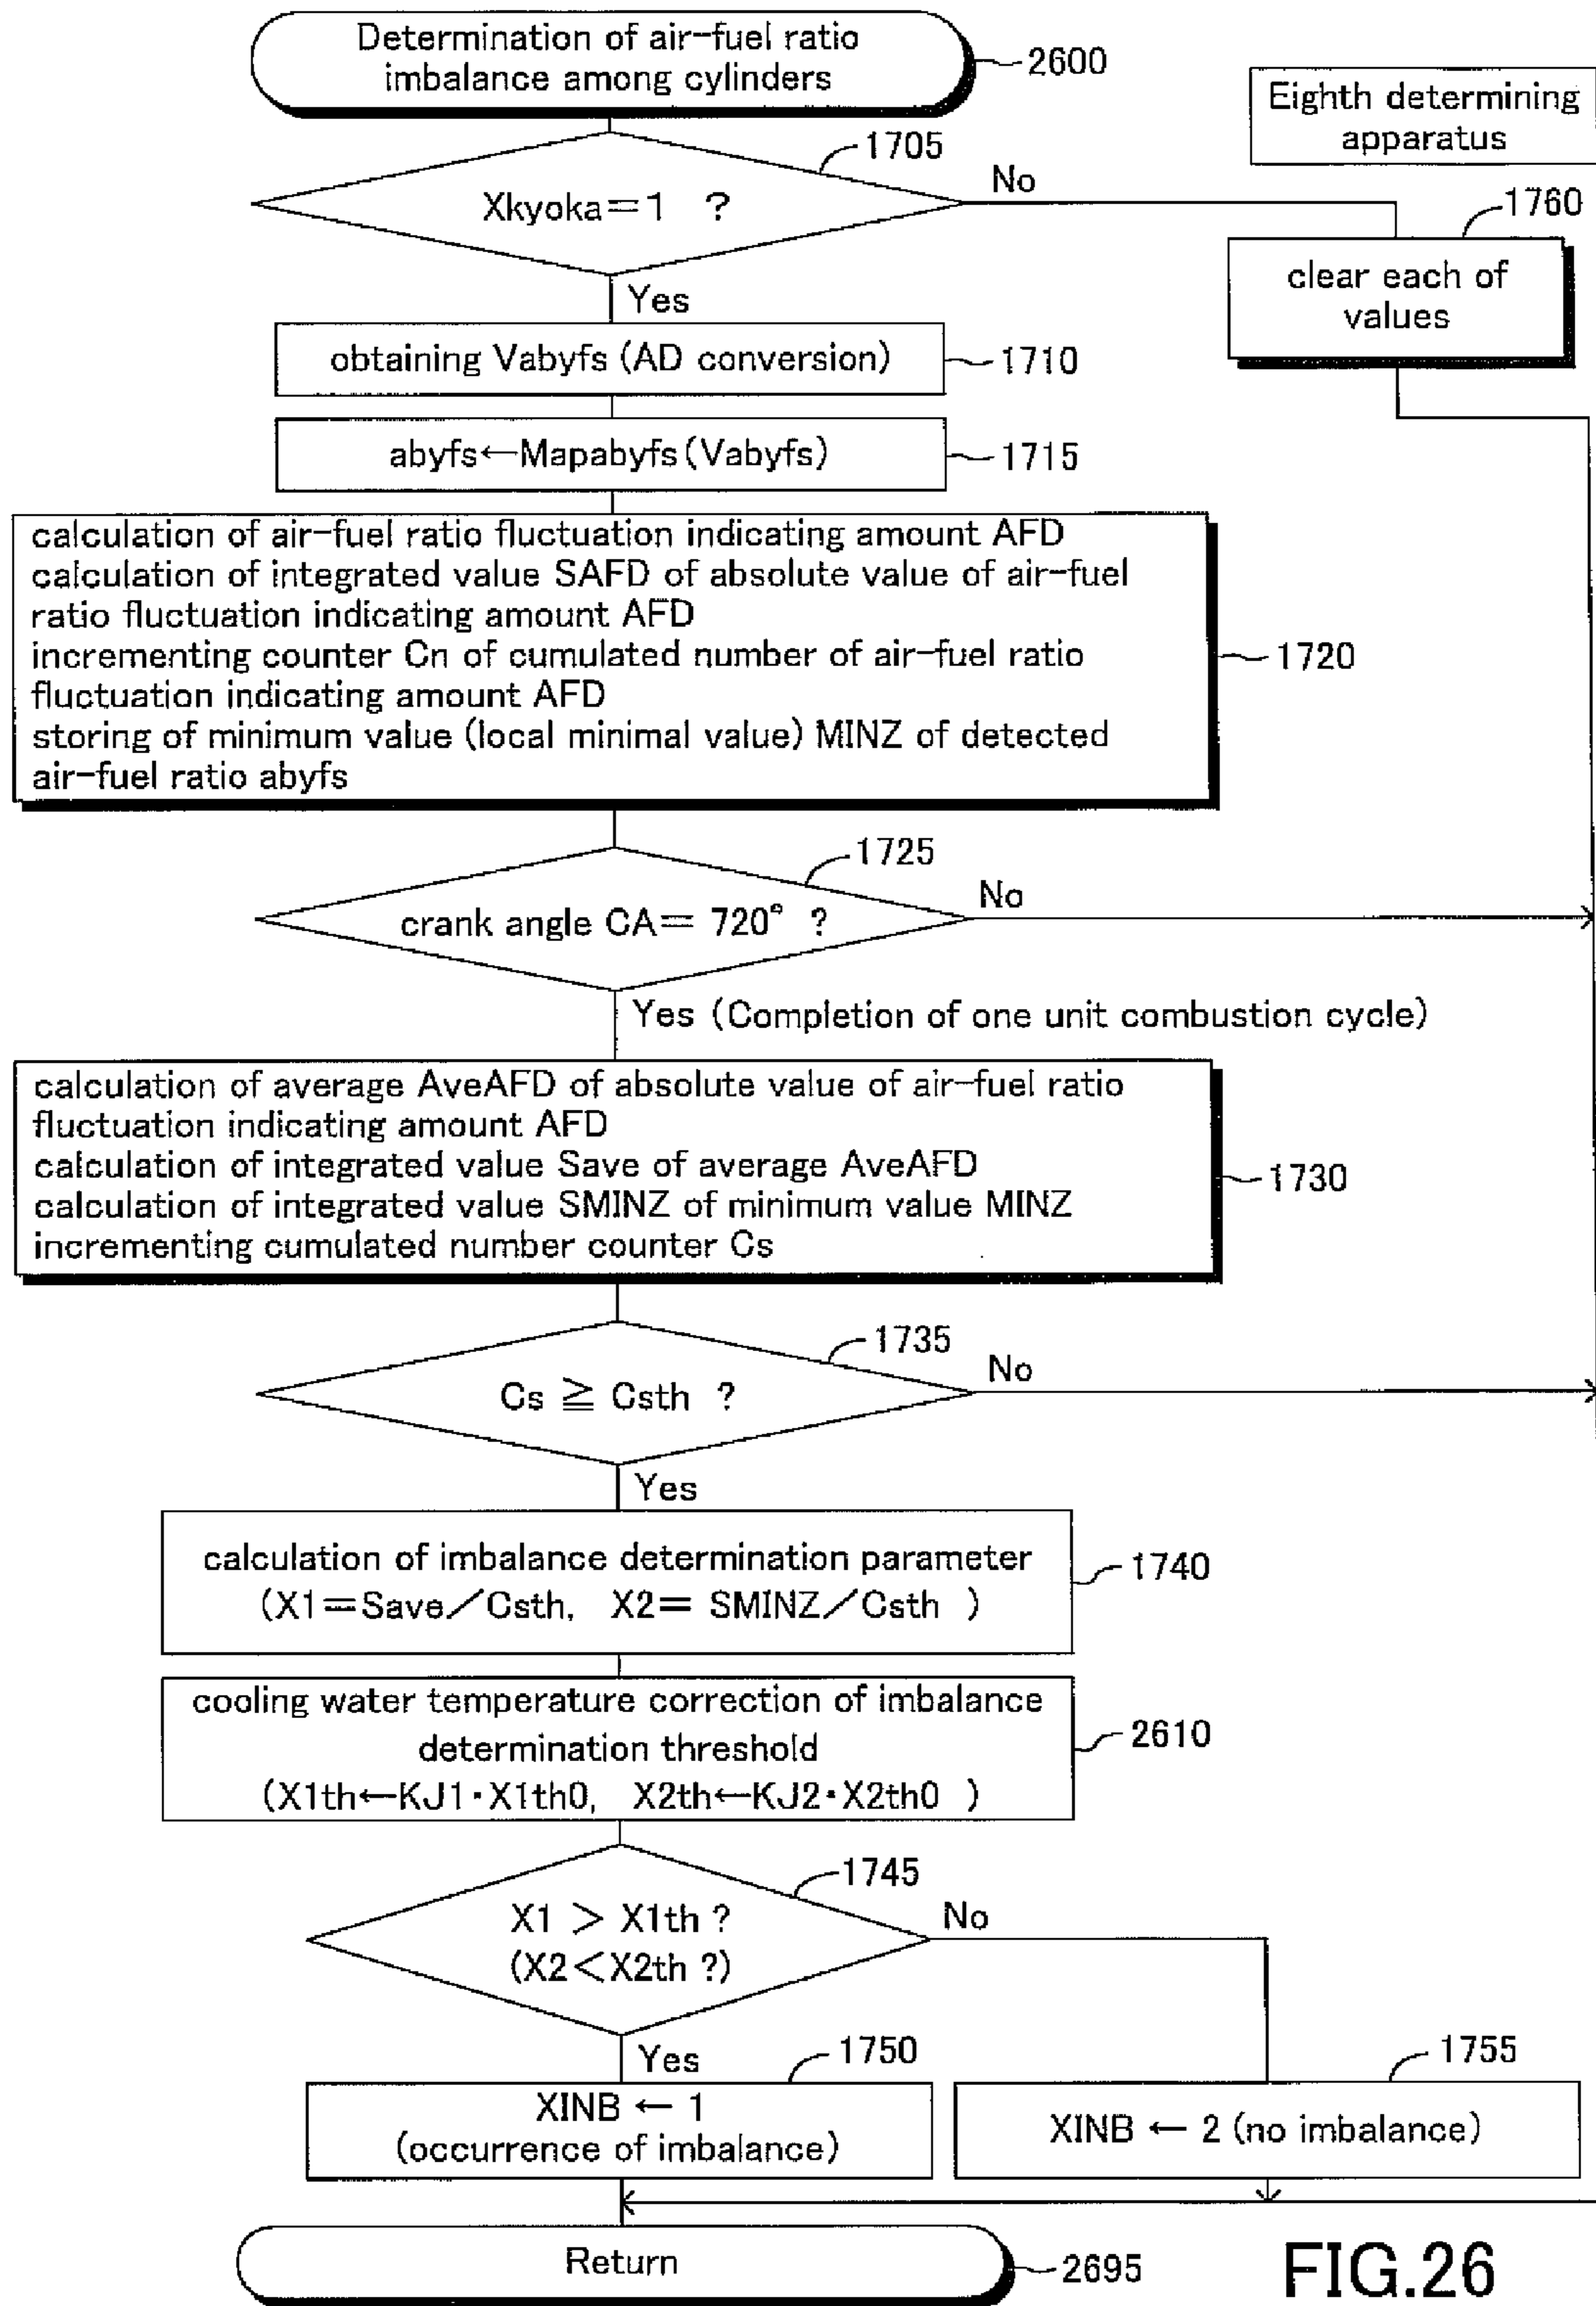 Determination of air-fuel ratio
imbalance among cylinders
2600
Eighth determining
apparatus
1705
Xkyoka=1 ?
No
1760
clear each of
values
Yes
obtaining Vabyfs (AD conversion)
1710
abyfs←Mapabyfs(Vabyfs)
1715
calculation of air-fuel ratio fluctuation indicating amount AFD
calculation of integrated value SAFD of absolute value of air-fuel
ratio fluctuation indicating amount AFD
incrementing counter Cn of cumulated number of air-fuel ratio
fluctuation indicating amount AFD
storing of minimum value (local minimal value) MINZ of detected
air-fuel ratio abyfs
1720
1725
crank angle CA= 720° ?
No
Yes (Completion of one unit combustion cycle)
calculation of average AveAFD of absolute value of air-fuel ratio
fluctuation indicating amount AFD
calculation of integrated value Save of average AveAFD
calculation of integrated value SMINZ of minimum value MINZ
incrementing cumulated number counter Cs
1730
1735
Cs ≧ Csth ?
No
Yes
calculation of imbalance determination parameter
(X1=Save/Csth, X2= SMINZ/Csth )
1740
cooling water temperature correction of imbalance
determination threshold
(X1th←KJ1·X1th0, X2th←KJ2·X2th0 )
2610
1745
X1 > X1th ?
(X2<X2th ?)
No
Yes
1750
XINB ← 1
(occurrence of imbalance)
1755
XINB ← 2 (no imbalance)
Return
2695
FIG.26